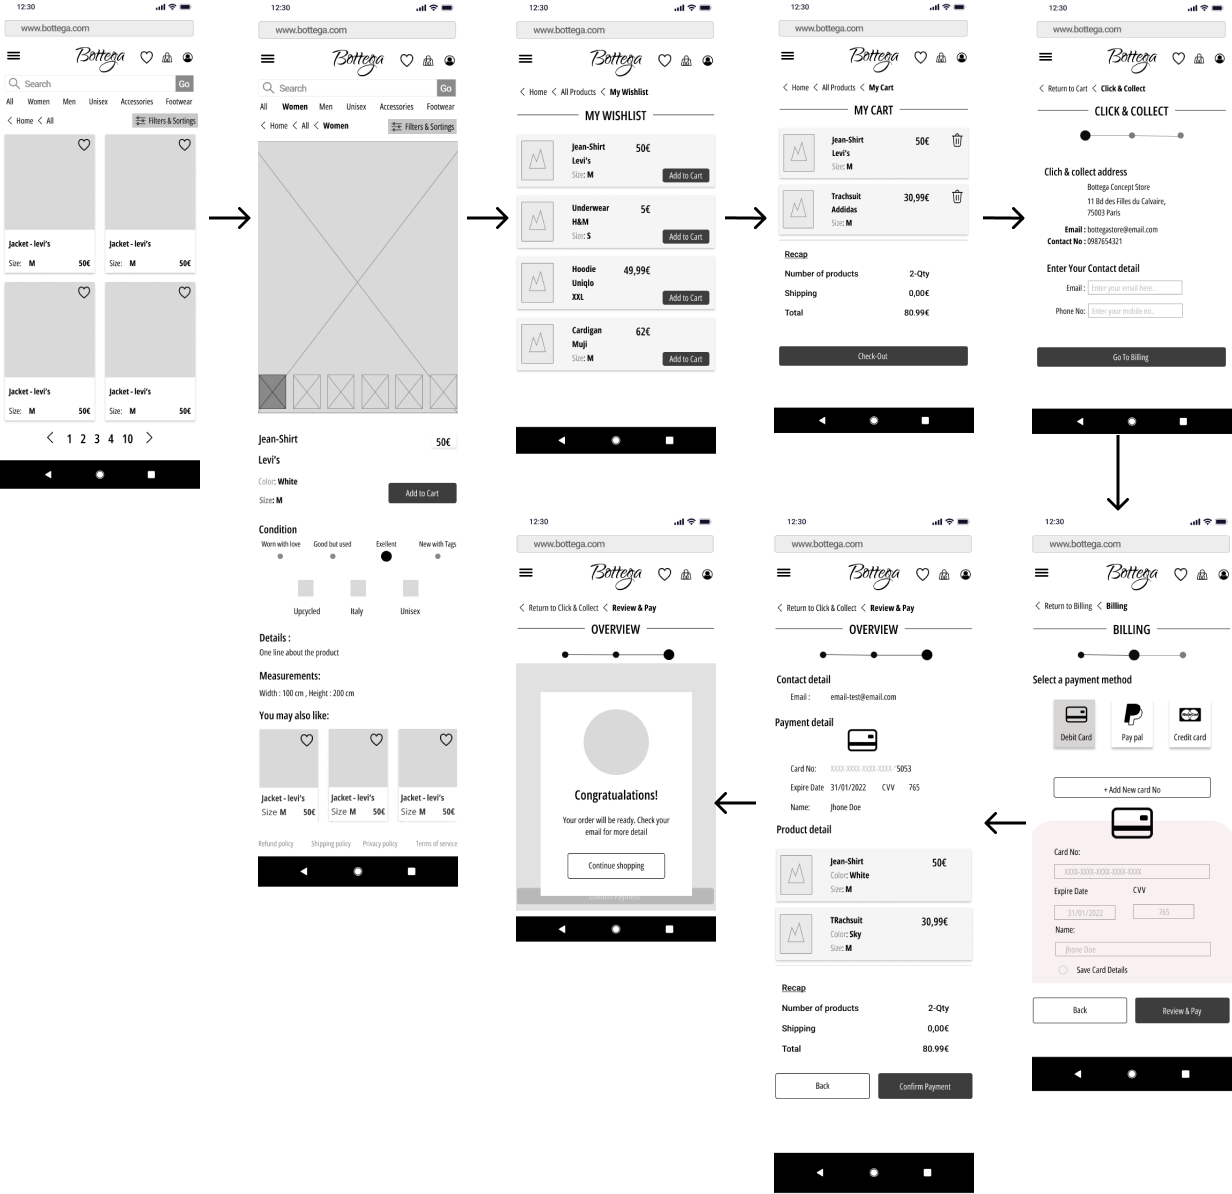 12:30
www.bottega.com
Bottega
Search
Go
All Women Men Unisex Accessories Footwear
< Home < All
Filters & Sortings
Jacket - levi's
Size: M 50€
Jacket - levi's
Size: M 50€
Jacket - levi's
Size: M 50€
Jacket - levi's
Size: M 50€
< 1 2 3 4 10 >
12:30
www.bottega.com
Bottega
Search
Go
All Women Men Unisex Accessories Footwear
< Home < All < Women
Filters & Sortings
Jean-Shirt
50€
Levi's
Color: White
Size: M
Add to Cart
Condition
Worn with love Good but used Exellent New with Tags
Upcycled Italy Unisex
Details :
One line about the product
Measurements:
Width : 100 cm , Height : 200 cm
You may also like:
Jacket - levi's
Size M 50€
Jacket - levi's
Size M 50€
Jacket - levi's
Size M 50€
Refund policy Shipping policy Privacy policy Terms of service
12:30
www.bottega.com
Bottega
< Home < All Products < My Wishlist
MY WISHLIST
Jean-Shirt 50€
Levi's
Size: M
Add to Cart
Underwear 5€
H&M
Size: S
Add to Cart
Hoodie 49,99€
Uniqlo
XXL
Add to Cart
Cardigan 62€
Muji
Size: M
Add to Cart
12:30
www.bottega.com
Bottega
< Home < All Products < My Cart
MY CART
Jean-Shirt 50€
Levi's
Size: M
Trachsuit 30,99€
Addidas
Size: M
Recap
Number of products 2-Qty
Shipping 0,00€
Total 80.99€
Check-Out
12:30
www.bottega.com
Bottega
< Return to Cart < Click & Collect
CLICK & COLLECT
Clich & collect address
Bottega Concept Store
11 Bd des Filles du Calvaire,
75003 Paris
Email : bottegastore@email.com
Contact No : 0987654321
Enter Your Contact detail
Email : Enter your email here..
Phone No: Enter your mobile no..
Go To Billing
12:30
www.bottega.com
Bottega
< Return to Billing < Billing
BILLING
Select a payment method
Debit Card Pay pal Credit card
MasterCard
+ Add New card No
Card No:
XXXX-XXXX-XXXX-XXXX-XXXX
Expire Date CVV
31/01/2022 765
Name:
Jhone Doe
Save Card Details
Back Review & Pay
12:30
www.bottega.com
Bottega
< Return to Click & Collect < Review & Pay
OVERVIEW
Contact detail
Email : email-test@email.com
Payment detail
Card No: XXXX-XXXX-XXXX-XXXX-*5053
Expire Date 31/01/2022 CVV 765
Name: Jhone Doe
Product detail
Jean-Shirt 50€
Color: White
Size: M
TRachsuit 30,99€
Color: Sky
Size: M
Recap
Number of products 2-Qty
Shipping 0,00€
Total 80.99€
Back Confirm Payment
12:30
www.bottega.com
Bottega
< Return to Click & Collect < Review & Pay
OVERVIEW
Congratualations!
Your order will be ready. Check your
email for more detail
Continue shopping
Confirm Payment